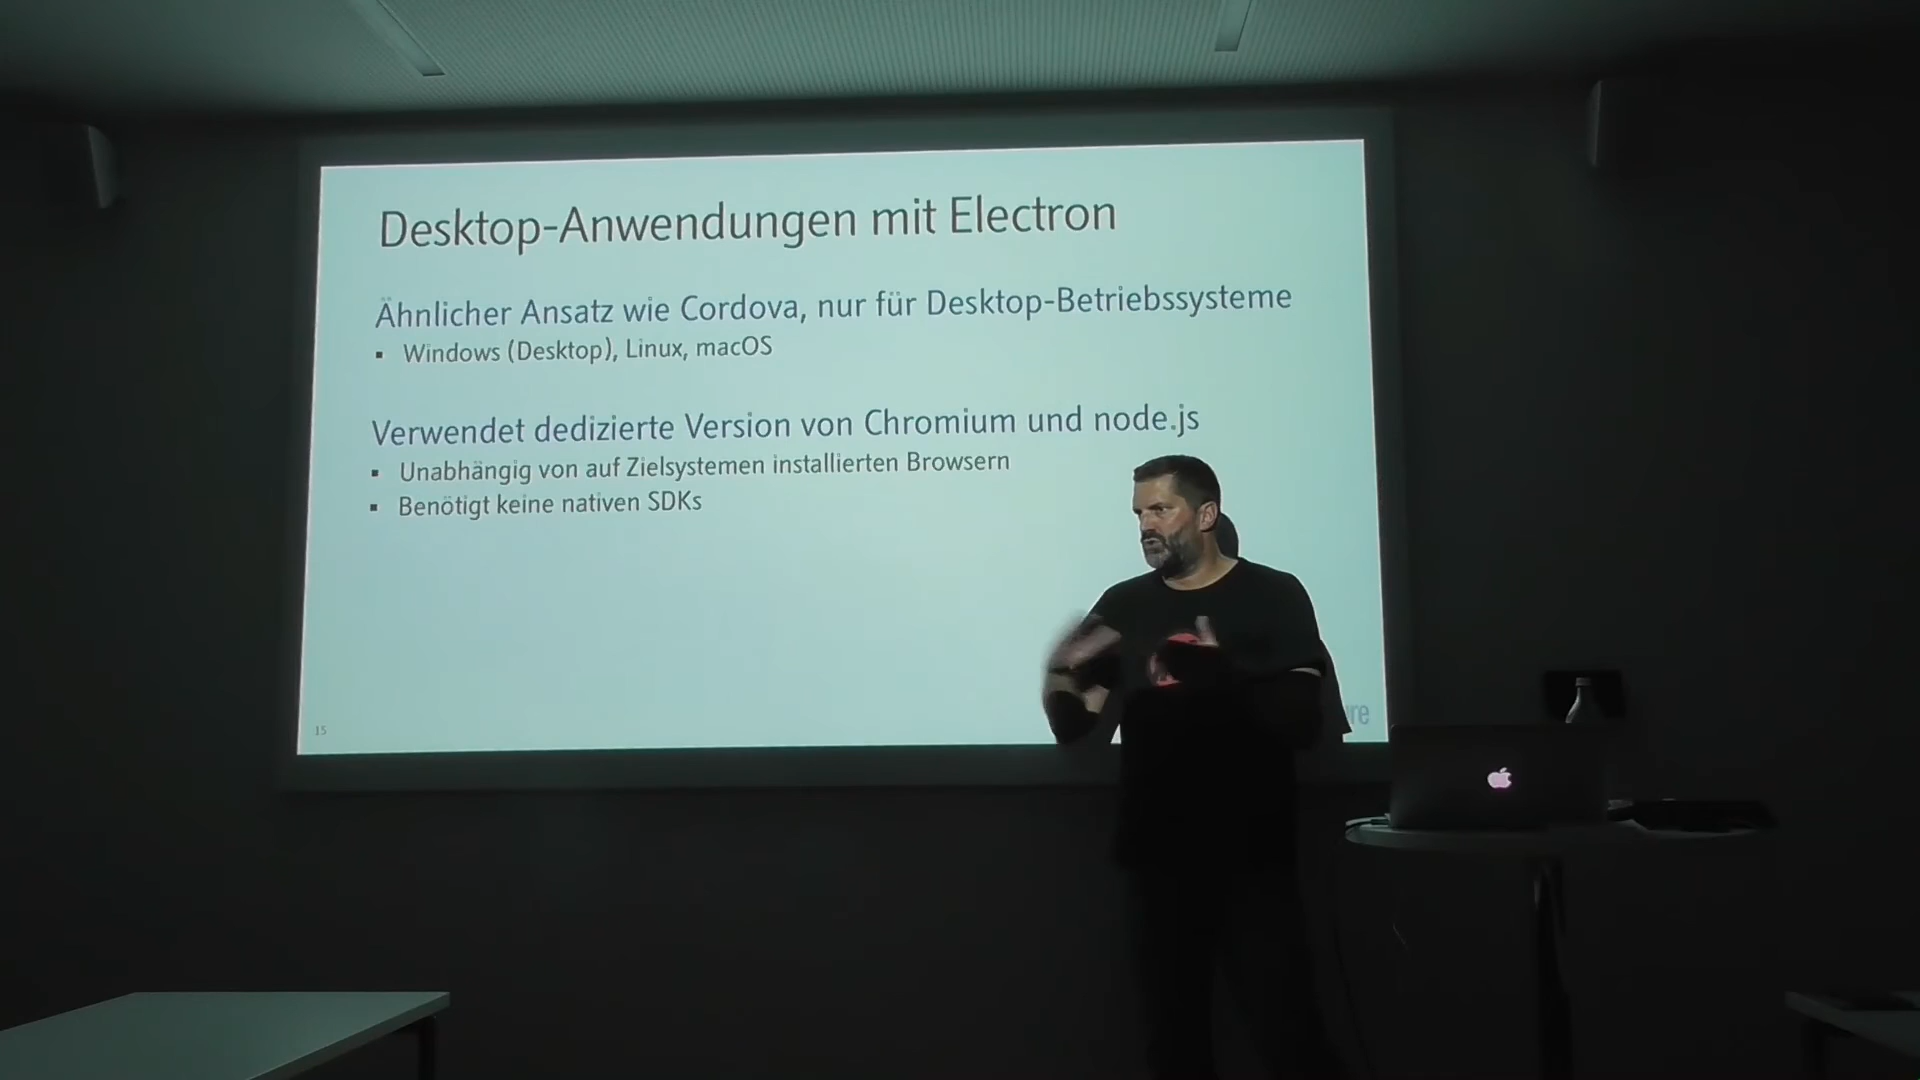 Desktop-Anwendungen mit Electron
Ähnlicher Ansatz wie Cordova, nur für Desktop-Betriebssysteme
▪ Windows (Desktop), Linux, macOS
Verwendet dedizierte Version von Chromium und node.js
▪ Unabhängig von auf Zielsystemen installierten Browsern
▪ Benötigt keine nativen SDKs
15